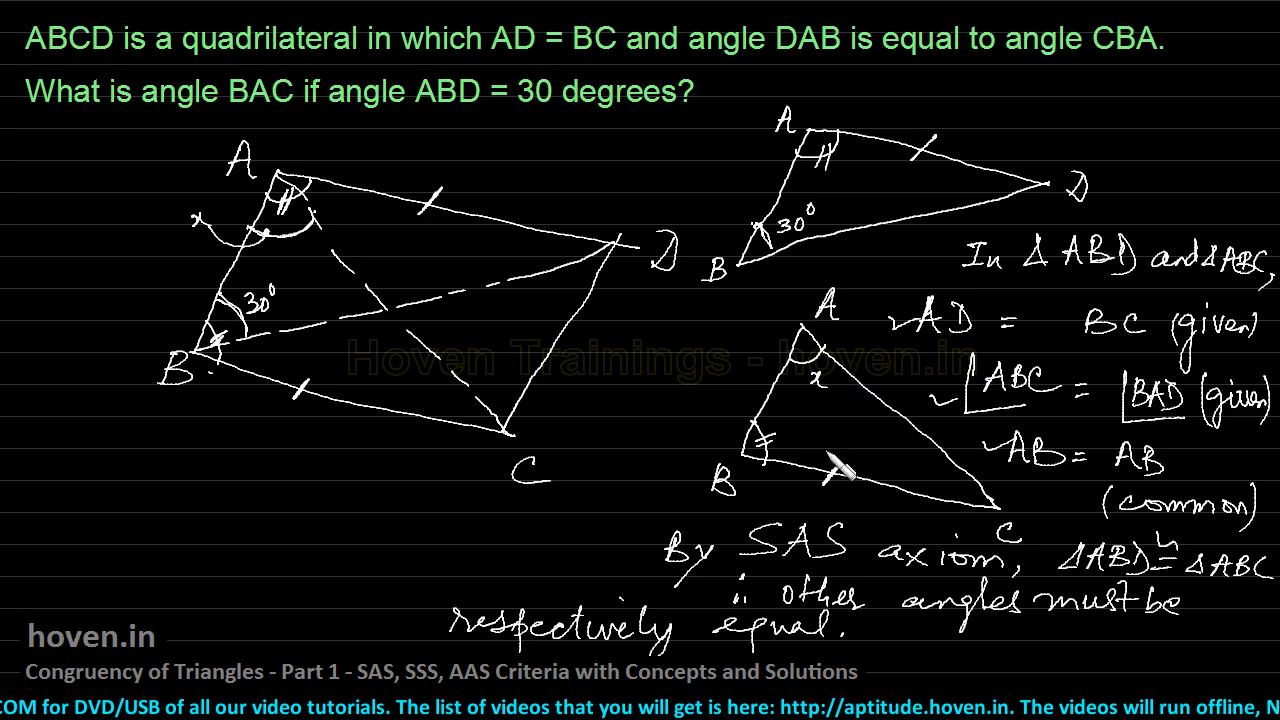 ABCD is a quadrilateral in which AD = BC and angle DAB is equal to angle CBA.
What is angle BAC if angle ABD = 30 degrees?
A
x
D
30°
B
C
A
D
30°
B
A
x
B
C
In Δ ABD and Δ ABC,
AD = BC (given)
∠ABC = ∠BAD (given)
AB = AB
(common)
By SAS axiom, ΔABD ≅ ΔABC
∴ other angles must be
respectively equal.
Hoven Trainings - hoven.in
hoven.in
Congruency of Triangles - Part 1 - SAS, SSS, AAS Criteria with Concepts and Solutions
COM for DVD/USB of all our video tutorials. The list of videos that you will get is here: http://aptitude.hoven.in. The videos will run offline, N